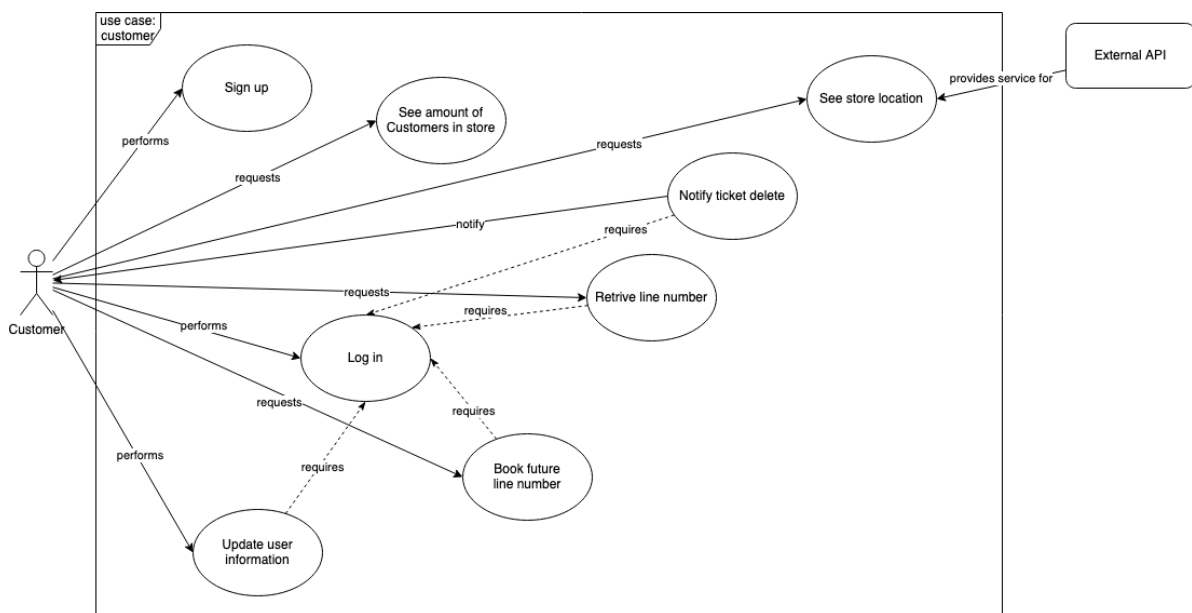 use case:
customer
Sign up
External API
provides service for
See store location
See amount of
Customers in store
performs
requests
requests
Notify ticket delete
notify
requires
requests
Retrive line number
requires
Customer
performs
Log in
requests
requires
performs
requires
Book future
line number
Update user
information